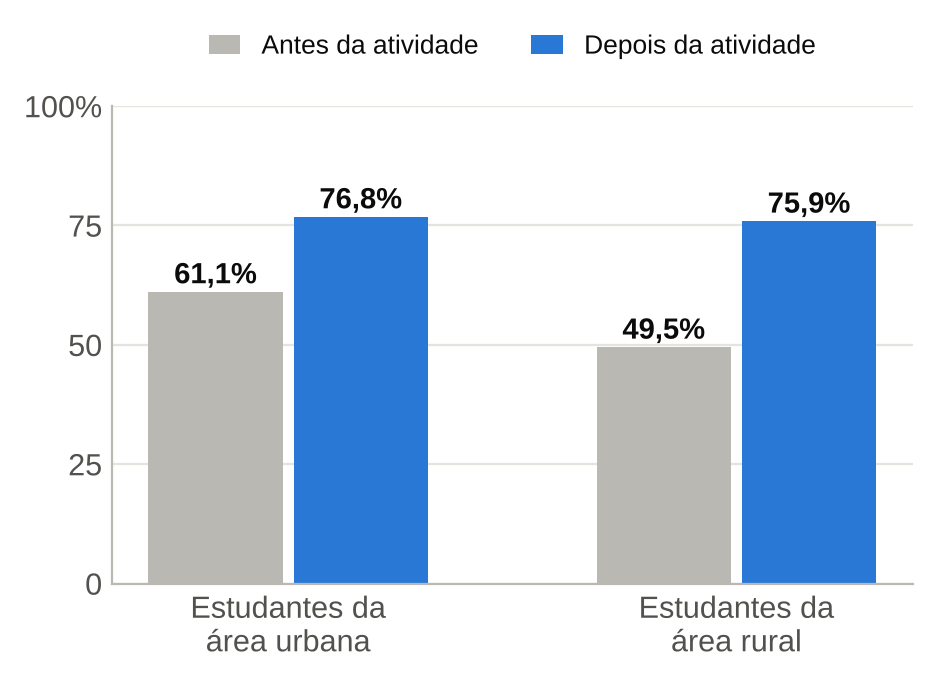 Antes da atividade
Depois da atividade
100%
75
50
25
0
76,8%
61,1%
75,9%
49,5%
Estudantes da
área urbana
Estudantes da
área rural